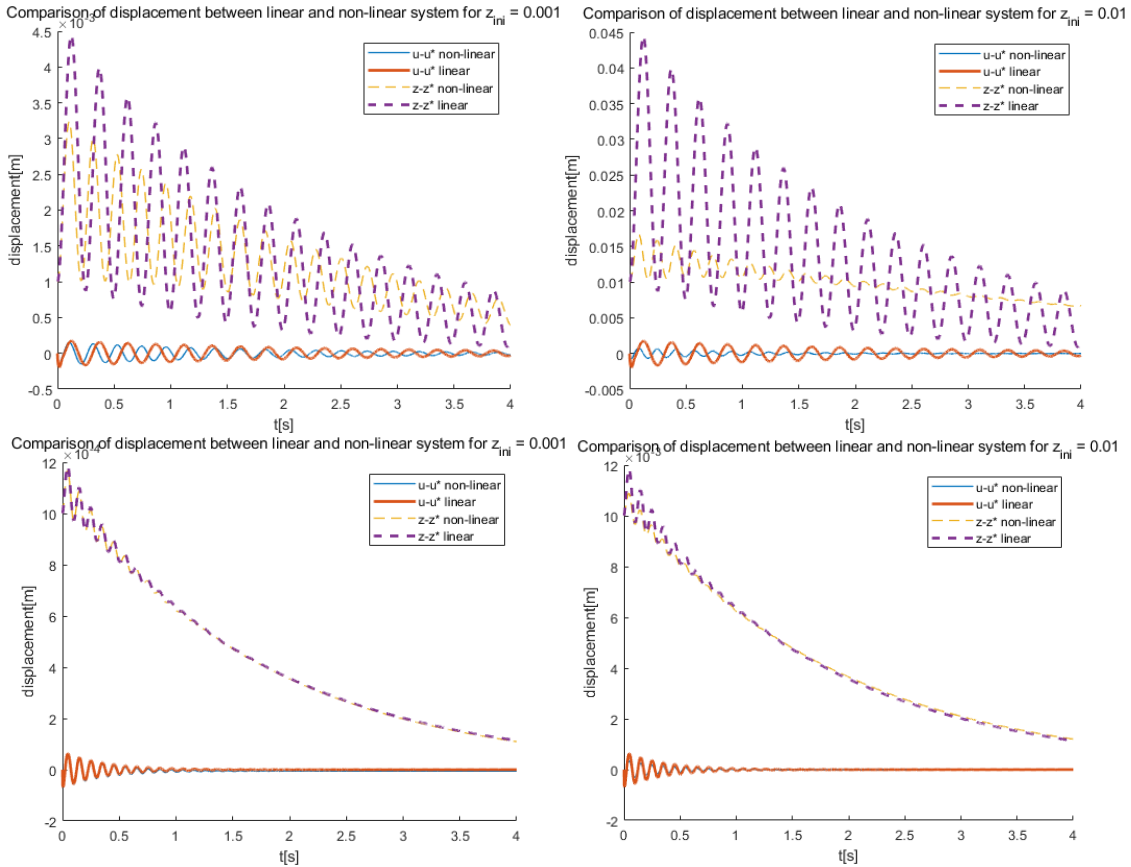 Comparison of displacement between linear and non-linear system for z_ini = 0.001
×10^-3
4.5
4
3.5
3
2.5
2
1.5
1
0.5
0
-0.5
displacement[m]
0 0.5 1 1.5 2 2.5 3 3.5 4
t[s]
u-u* non-linear
u-u* linear
z-z* non-linear
z-z* linear
Comparison of displacement between linear and non-linear system for z_ini = 0.01
0.045
0.04
0.035
0.03
0.025
0.02
0.015
0.01
0.005
0
-0.005
displacement[m]
0 0.5 1 1.5 2 2.5 3 3.5 4
t[s]
u-u* non-linear
u-u* linear
z-z* non-linear
z-z* linear
Comparison of displacement between linear and non-linear system for z_ini = 0.001
×10^-4
12
10
8
6
4
2
0
-2
displacement[m]
0 0.5 1 1.5 2 2.5 3 3.5 4
t[s]
u-u* non-linear
u-u* linear
z-z* non-linear
z-z* linear
Comparison of displacement between linear and non-linear system for z_ini = 0.01
×10^-3
12
10
8
6
4
2
0
-2
displacement[m]
0 0.5 1 1.5 2 2.5 3 3.5 4
t[s]
u-u* non-linear
u-u* linear
z-z* non-linear
z-z* linear